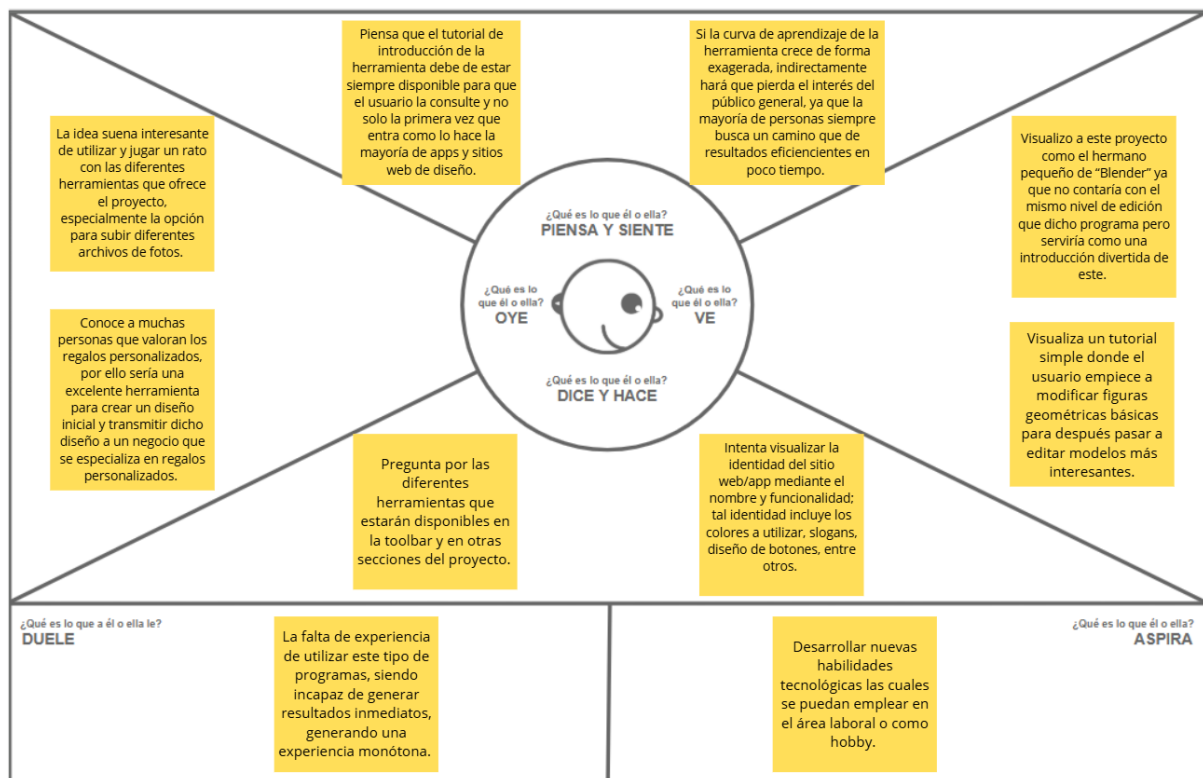 Piensa que el tutorial de
introducción de la
herramienta debe de estar
siempre disponible para que
el usuario la consulte y no
solo la primera vez que
entra como lo hace la
mayoría de apps y sitios
web de diseño.
Si la curva de aprendizaje de la
herramienta crece de forma
exagerada, indirectamente
hará que pierda el interés del
público general, ya que la
mayoría de personas siempre
busca un camino que de
resultados eficiencientes en
poco tiempo.
La idea suena interesante
de utilizar y jugar un rato
con las diferentes
herramientas que ofrece
el proyecto,
especialmente la opción
para subir diferentes
archivos de fotos.
Visualizo a este proyecto
como el hermano
pequeño de “Blender” ya
que no contaría con el
mismo nivel de edición
que dicho programa pero
serviría como una
introducción divertida de
este.
¿Qué es lo que él o ella?
PIENSA Y SIENTE
¿Qué es lo
que él o ella?
OYE
¿Qué es lo
que él o ella?
VE
¿Qué es lo que él o ella?
DICE Y HACE
Conoce a muchas
personas que valoran los
regalos personalizados,
por ello sería una
excelente herramienta
para crear un diseño
inicial y transmitir dicho
diseño a un negocio que
se especializa en regalos
personalizados.
Visualiza un tutorial
simple donde el
usuario empiece a
modificar figuras
geométricas básicas
para después pasar a
editar modelos más
interesantes.
Pregunta por las
diferentes
herramientas que
estarán disponibles en
la toolbar y en otras
secciones del proyecto.
Intenta visualizar la
identidad del sitio
web/app mediante el
nombre y funcionalidad;
tal identidad incluye los
colores a utilizar, slogans,
diseño de botones, entre
otros.
¿Qué es lo que a él o ella le?
DUELE
La falta de experiencia
de utilizar este tipo de
programas, siendo
incapaz de generar
resultados inmediatos,
generando una
experiencia monótona.
¿Qué es lo que él o ella?
ASPIRA
Desarrollar nuevas
habilidades
tecnológicas las cuales
se puedan emplear en
el área laboral o como
hobby.